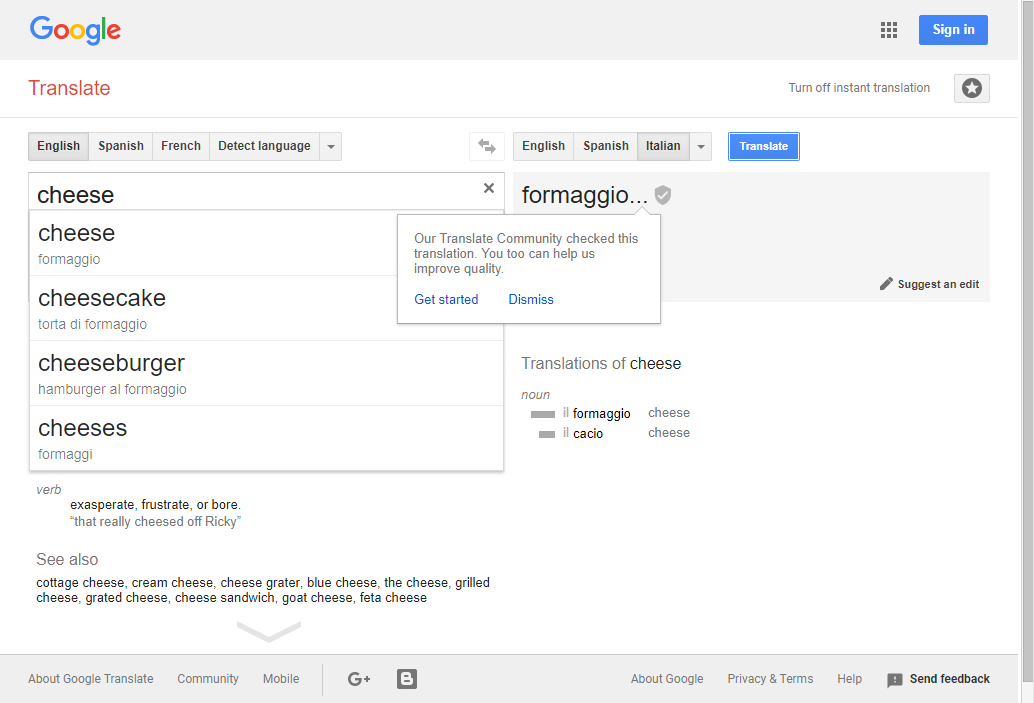 Google
Sign in
Translate
Turn off instant translation
English Spanish French Detect language
English Spanish Italian Translate
cheese
formaggio...
cheese
formaggio
cheesecake
torta di formaggio
cheeseburger
hamburger al formaggio
cheeses
formaggi
Our Translate Community checked this
translation. You too can help us
improve quality.
Get started Dismiss
Suggest an edit
Translations of cheese
noun
il formaggio cheese
il cacio cheese
verb
exasperate, frustrate, or bore.
“that really cheesed off Ricky”
See also
cottage cheese, cream cheese, cheese grater, blue cheese, the cheese, grilled
cheese, grated cheese, cheese sandwich, goat cheese, feta cheese
About Google Translate Community Mobile G+ B About Google Privacy & Terms Help Send feedback